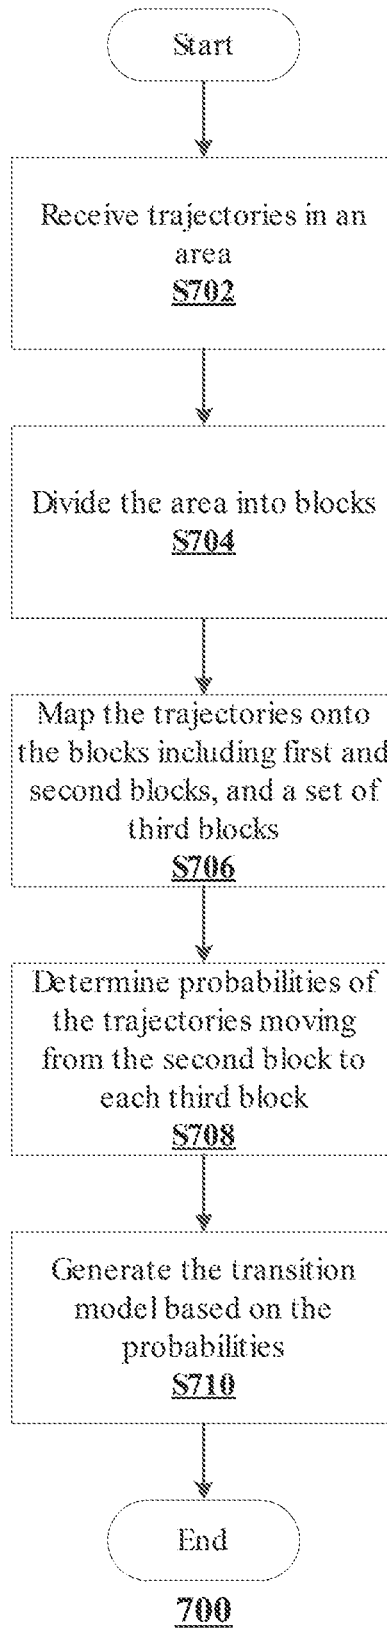 Start
Receive trajectories in an
area
S702
Divide the area into blocks
S704
Map the trajectories onto
the blocks including first and
second blocks, and a set of
third blocks
S706
Determine probabilities of
the trajectories moving
from the second block to
each third block
S708
Generate the transition
model based on the
probabilities
S710
End
700